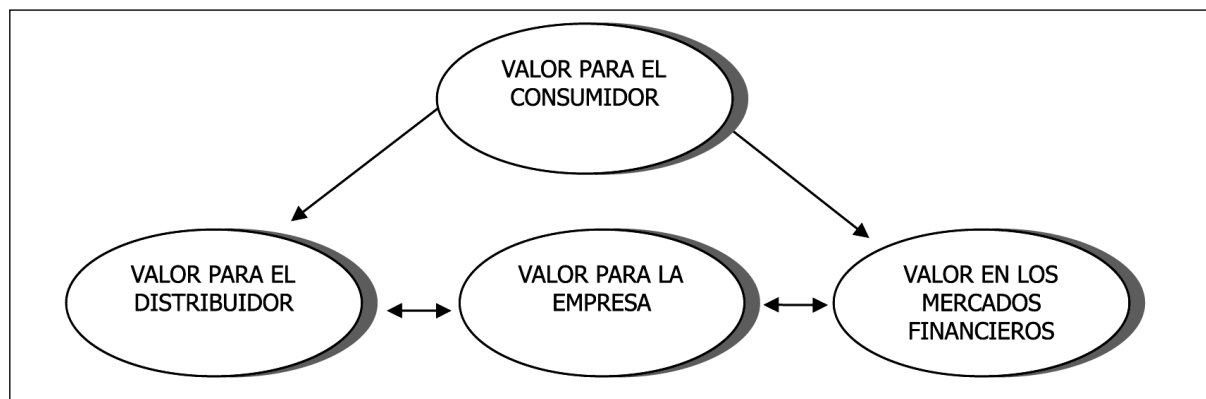 VALOR PARA EL
CONSUMIDOR
VALOR PARA EL
DISTRIBUIDOR
VALOR PARA LA
EMPRESA
VALOR EN LOS
MERCADOS
FINANCIEROS